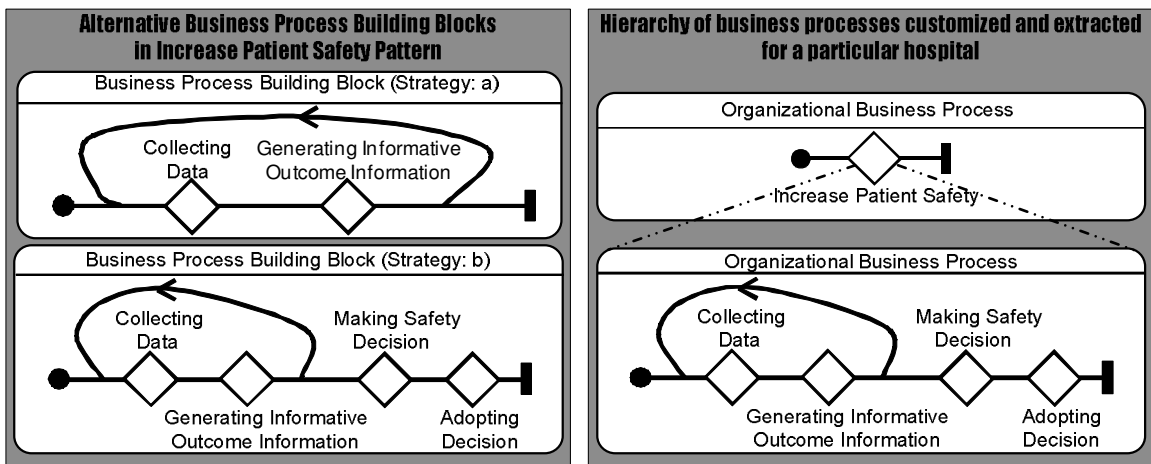 Alternative Business Process Building Blocks
in Increase Patient Safety Pattern
Business Process Building Block (Strategy: a)
Collecting
Data
Generating Informative
Outcome Information
Business Process Building Block (Strategy: b)
Collecting
Data
Making Safety
Decision
Generating Informative
Outcome Information
Adopting
Decision
Hierarchy of business processes customized and extracted
for a particular hospital
Organizational Business Process
Increase Patient Safety
Organizational Business Process
Collecting
Data
Making Safety
Decision
Generating Informative
Outcome Information
Adopting
Decision